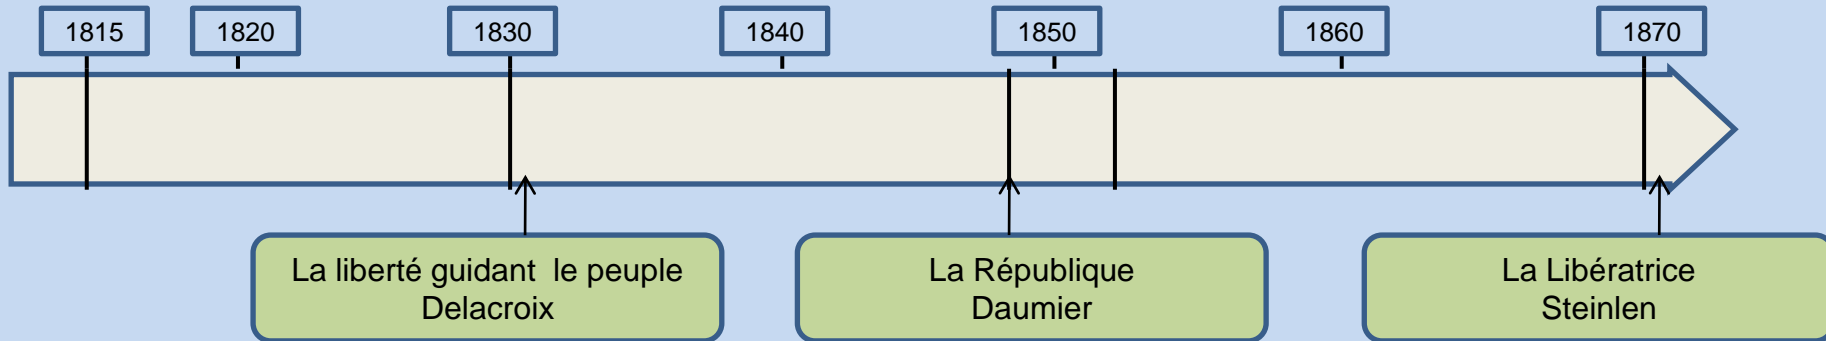 1815 1820 1830 1840 1850 1860 1870
La liberté guidant le peuple
Delacroix
La République
Daumier
La Libératrice
Steinlen